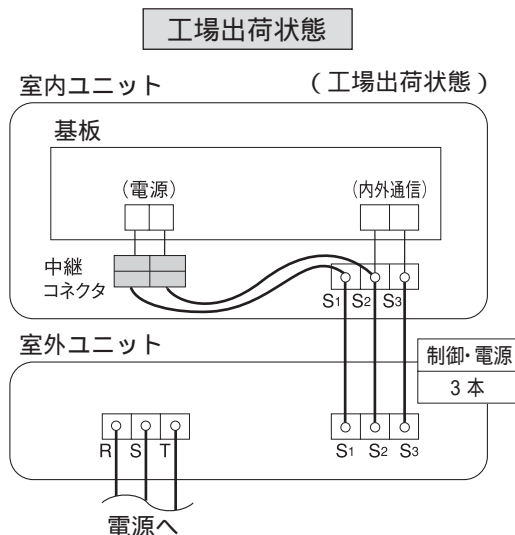 工場出荷状態
室内ユニット
(工場出荷状態)
基板
(電源)
(内外通信)
中継
コネクタ
S1 S2 S3
室外ユニット
制御・電源
3本
R S T
S1 S2 S3
電源へ